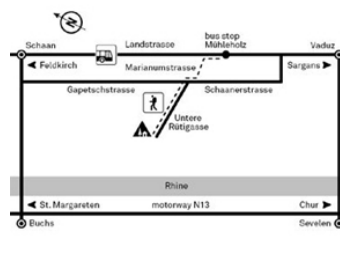 bus stop
Schaan Landstrasse Mühleholz Vaduz
◄ Feldkirch Marianumstrasse Sargans ►
Gapetschstrasse Schaanerstrasse
Untere
Rütigasse
Rhine
◄ St. Margareten motorway N13 Chur ►
Buchs Sevelen